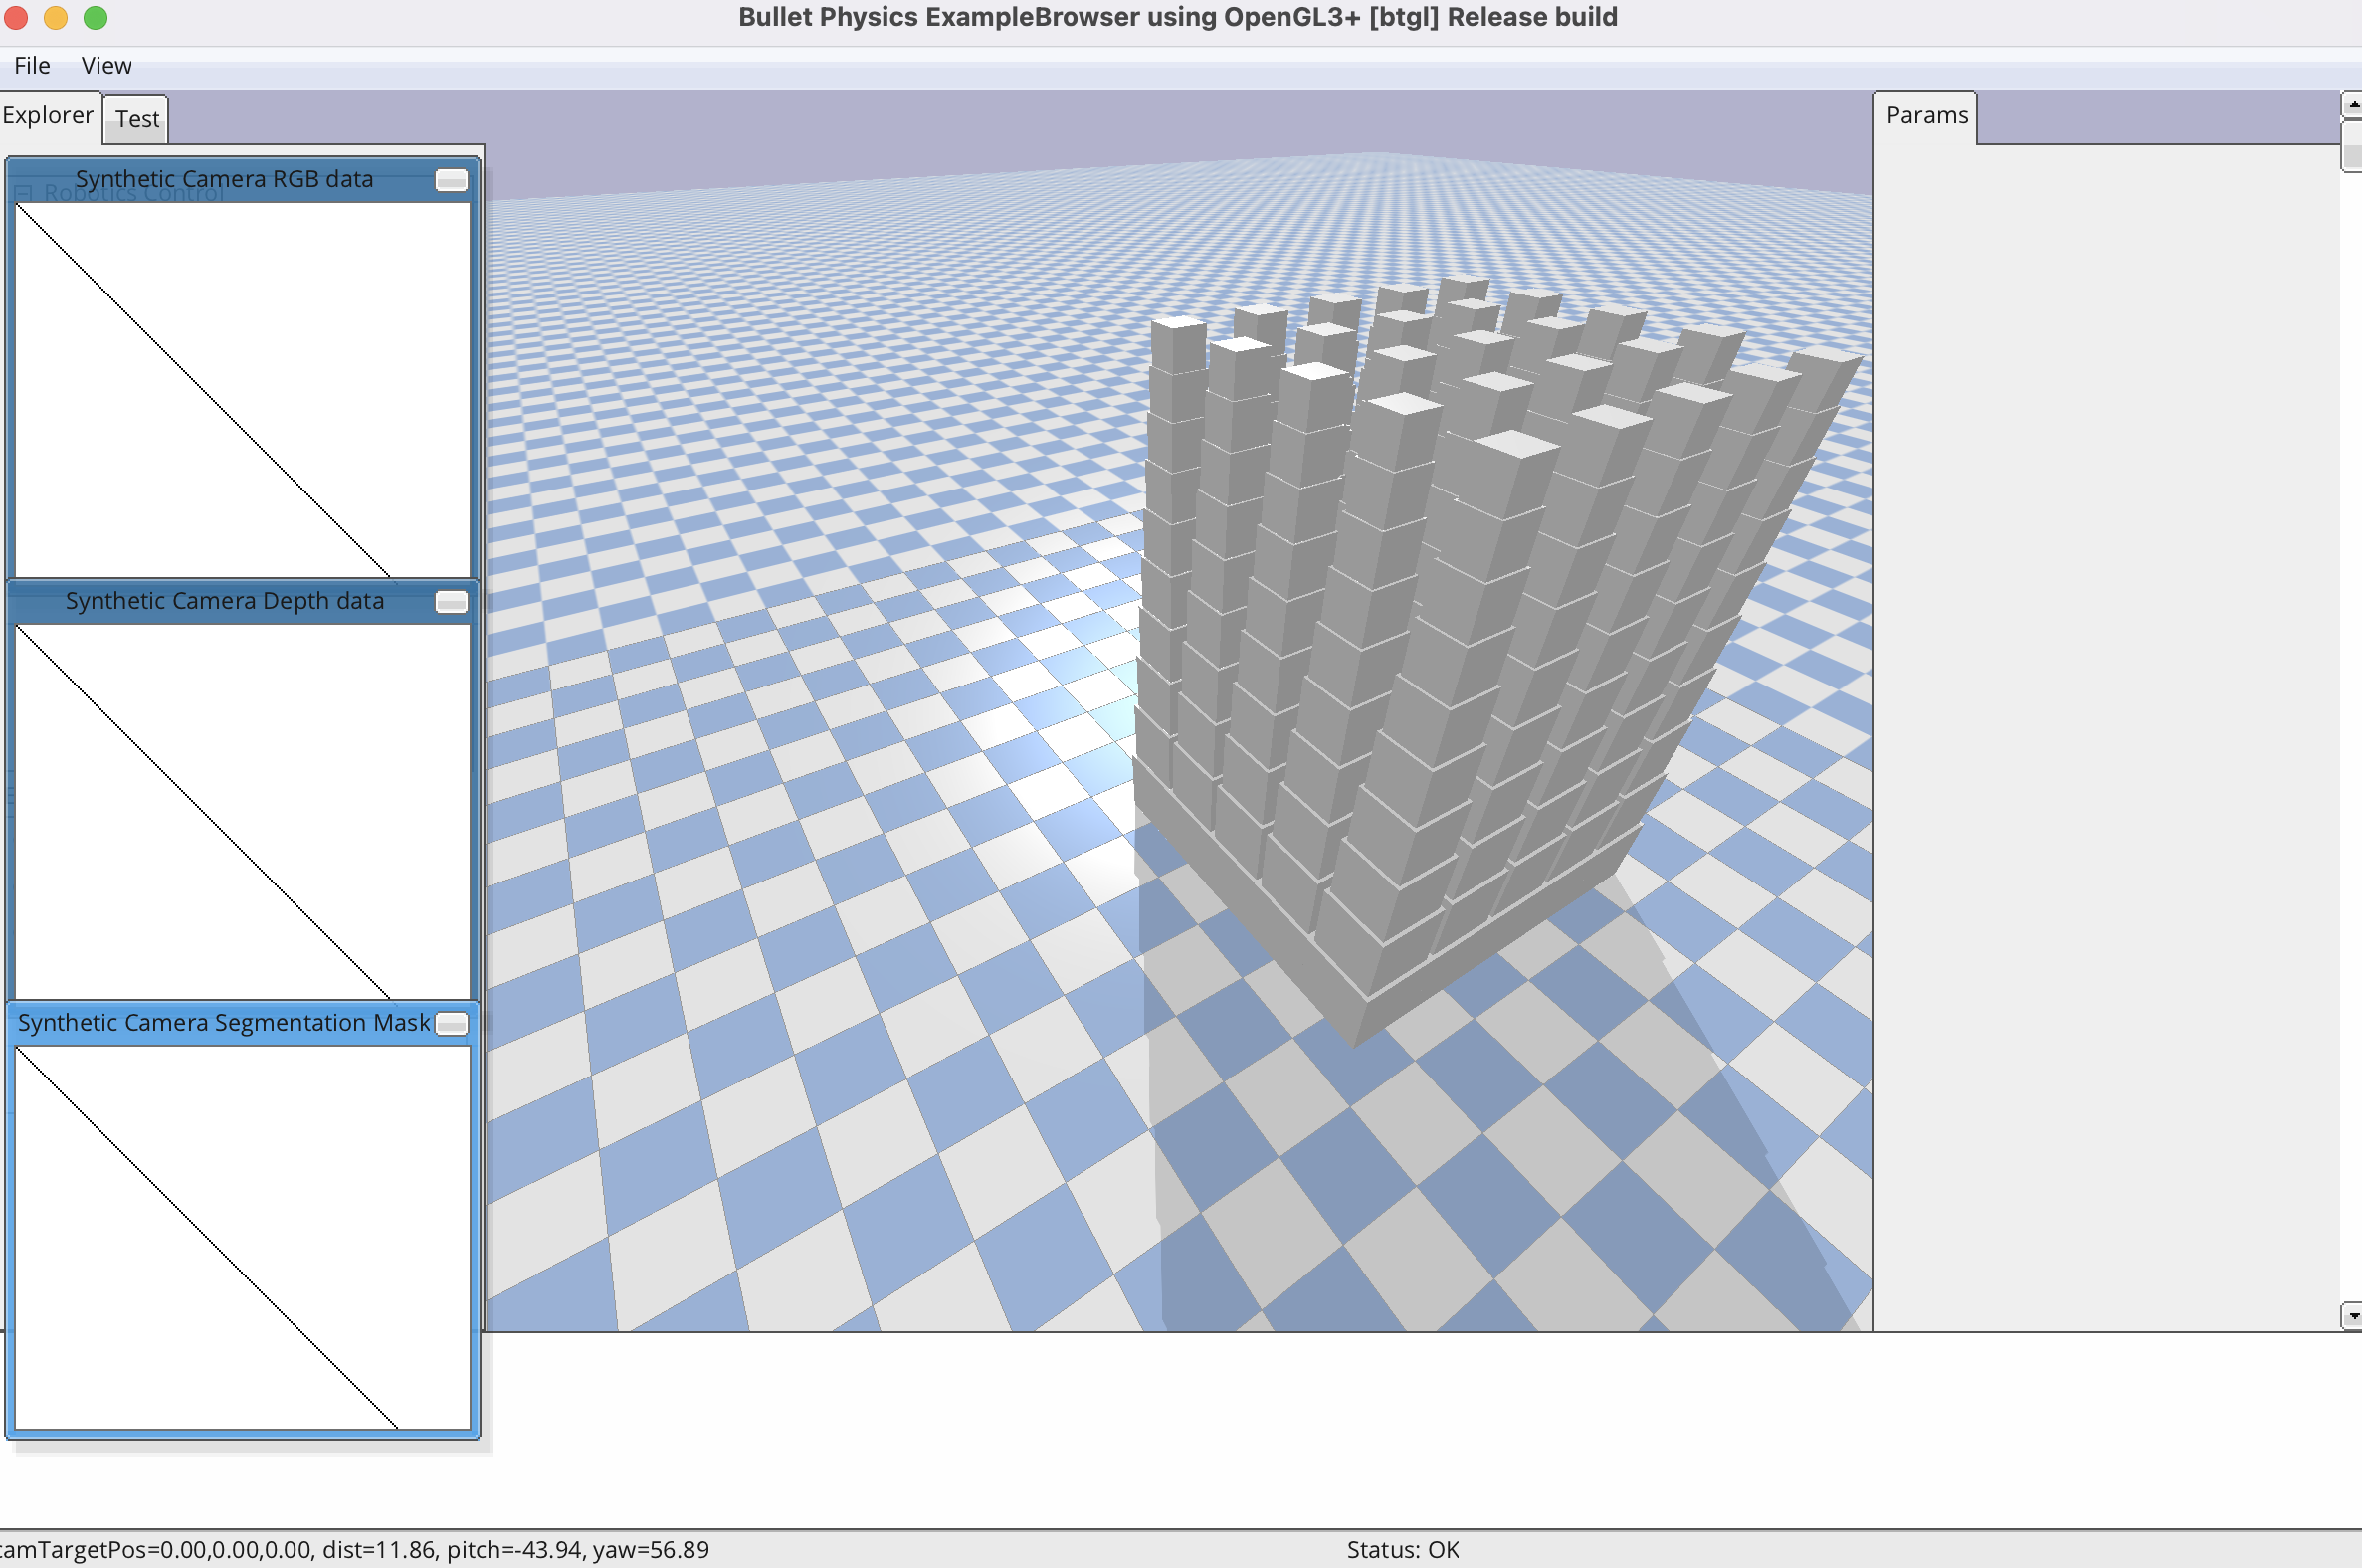 Bullet Physics ExampleBrowser using OpenGL3+ [btgl] Release build
File View
Explorer Test Params
Synthetic Camera RGB data
Robotics Control
Synthetic Camera Depth data
Synthetic Camera Segmentation Mask
camTargetPos=0.00,0.00,0.00, dist=11.86, pitch=-43.94, yaw=56.89 Status: OK